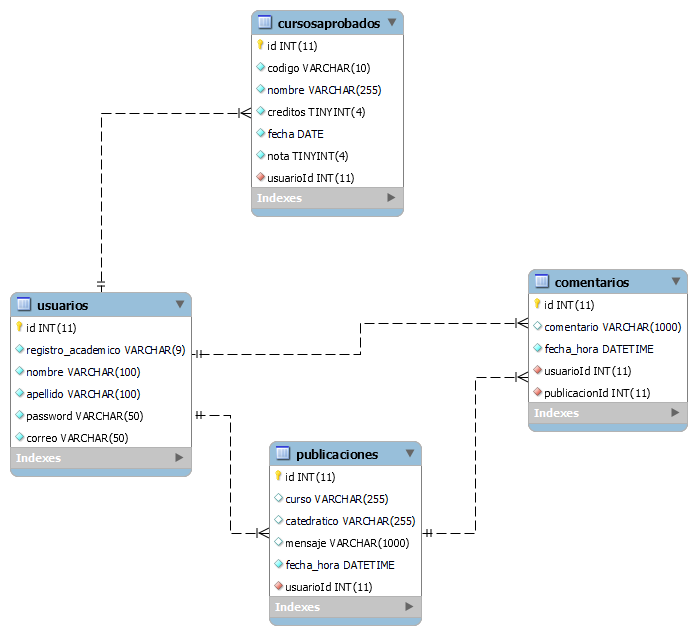 cursosaprobados
id INT(11)
codigo VARCHAR(10)
nombre VARCHAR(255)
creditos TINYINT(4)
fecha DATE
nota TINYINT(4)
usuarioId INT(11)
Indexes
usuarios
id INT(11)
registro_academico VARCHAR(9)
nombre VARCHAR(100)
apellido VARCHAR(100)
password VARCHAR(50)
correo VARCHAR(50)
Indexes
comentarios
id INT(11)
comentario VARCHAR(1000)
fecha_hora DATETIME
usuarioId INT(11)
publicacionId INT(11)
Indexes
publicaciones
id INT(11)
curso VARCHAR(255)
catedratico VARCHAR(255)
mensaje VARCHAR(1000)
fecha_hora DATETIME
usuarioId INT(11)
Indexes